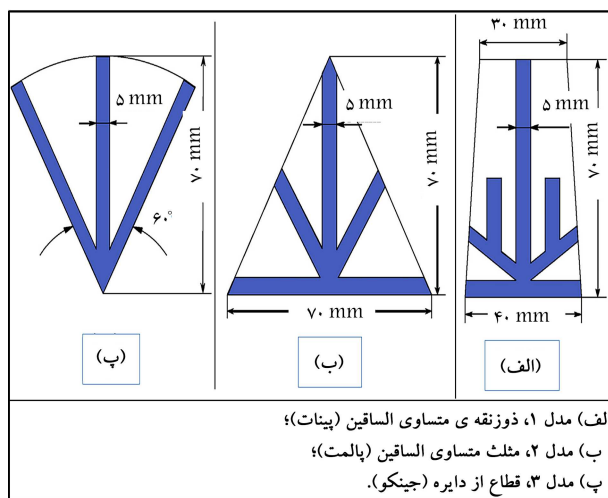 ۳۰ mm
۵ mm
۷۰ mm
۴۰ mm
(الف)
۵ mm
۷۰ mm
۷۰ mm
(ب)
۵ mm
۷۰ mm
۶۰°
(پ)
الف) مدل ۱، ذوزنقه ی متساوی الساقین (پینات)؛
ب) مدل ۲، مثلث متساوی الساقین (پالمت)؛
پ) مدل ۳، قطاع از دایره (جینکو).